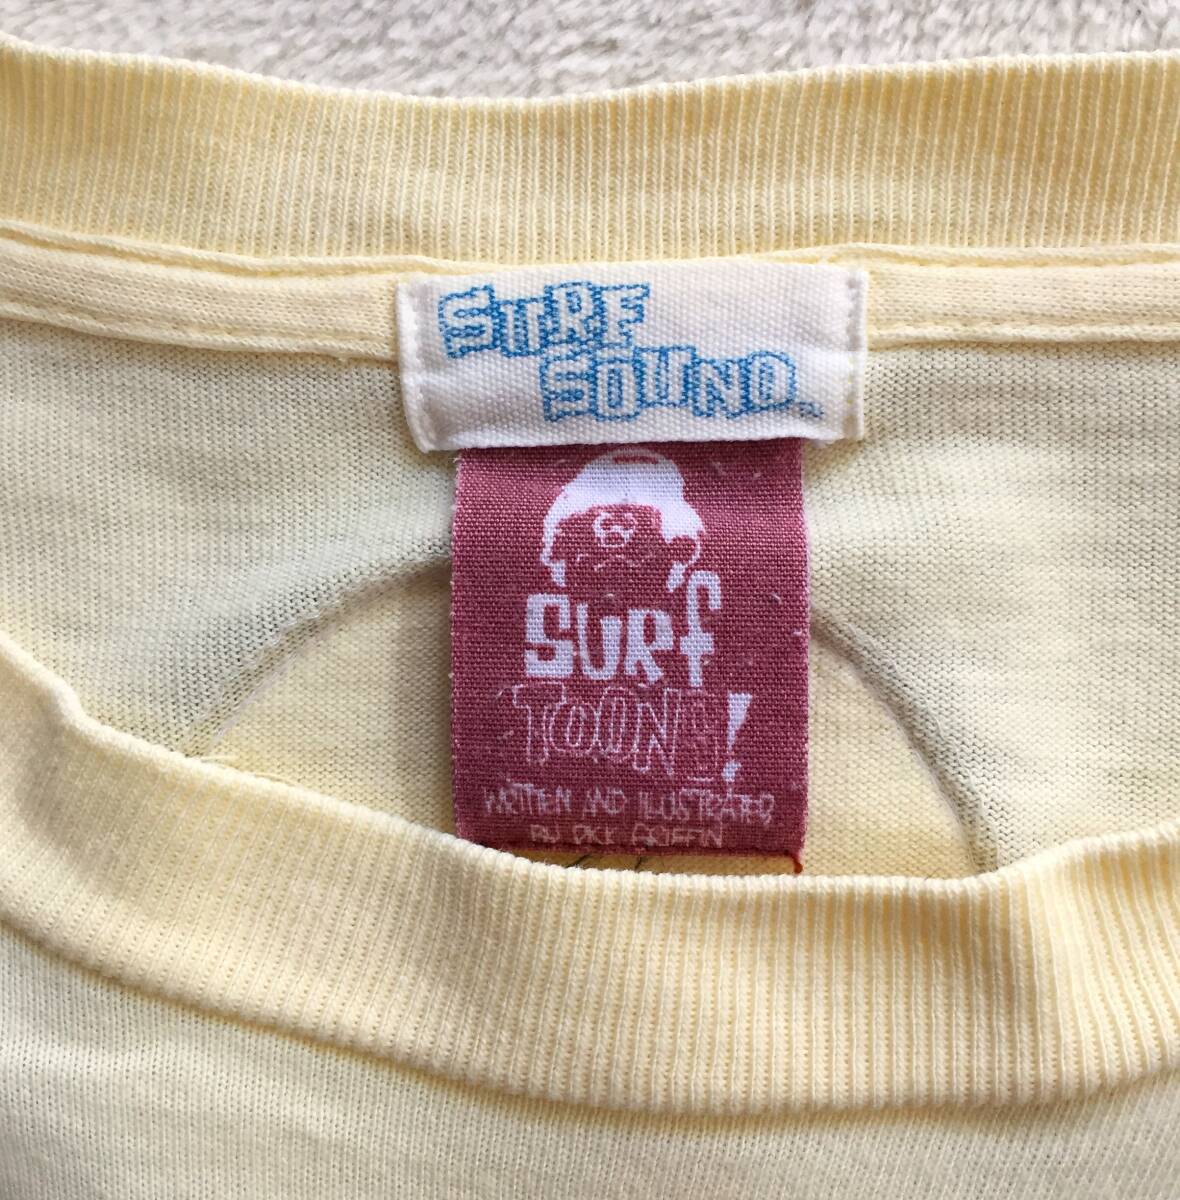 SURF
SOUND
SURF
TOONS!
WRITTEN AND ILLUSTRATED
BY RICK GRIFFIN